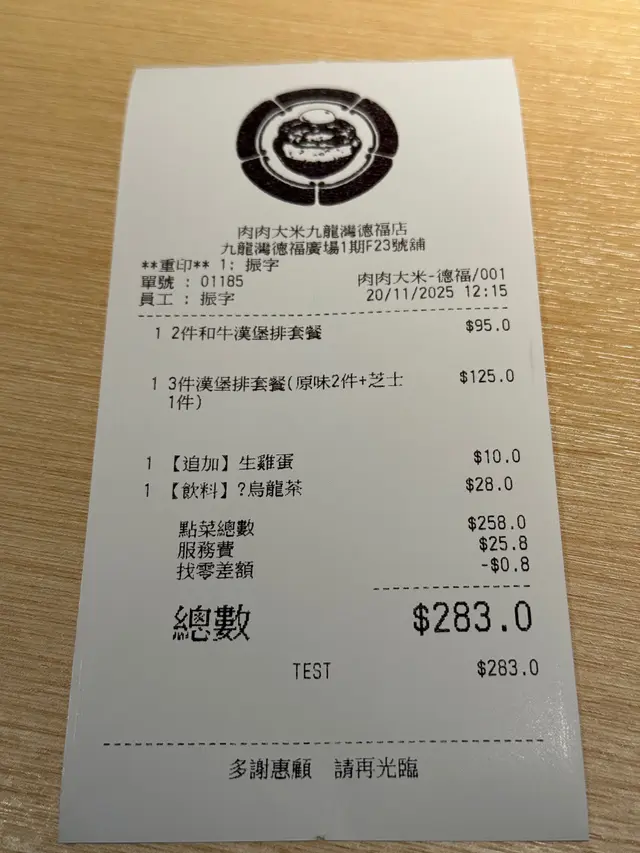 肉肉大米九龍灣德福店
九龍灣德福廣場1期F23號舖
**重印** 1: 振字
單號 : 01185 肉肉大米-德福/001
員工 : 振字 20/11/2025 12:15
1 2件和牛漢堡排套餐 $95.0
1 3件漢堡排套餐(原味2件+芝士 $125.0
1件)
1 【追加】生雞蛋 $10.0
1 【飲料】?烏龍茶 $28.0
點菜總數 $258.0
服務費 $25.8
找零差額 -$0.8
總數 $283.0
TEST $283.0
多謝惠顧 請再光臨